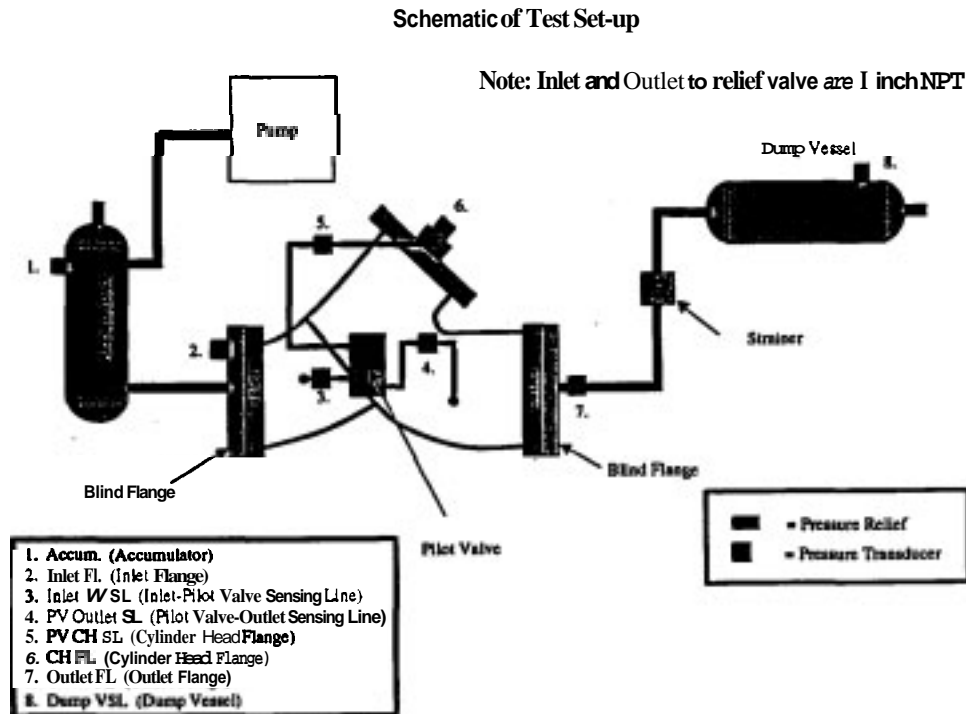 Schematic of Test Set-up
Note: Inlet and Outlet to relief valve are I inch NPT
Pump
Dump Vessel
8.
6.
5.
1.
2.
3.
4.
7.
Strainer
Blind Flange
Blind Flange
Pilot Valve
= Pressure Relief
= Pressure Transducer
1. Accum. (Accumulator)
2. Inlet Fl. (Inlet Flange)
3. Inlet W SL (Inlet-Pilot Valve Sensing Line)
4. PV Outlet SL (Pilot Valve-Outlet Sensing Line)
5. PV CH SL (Cylinder Head Flange)
6. CH FL (Cylinder Head Flange)
7. Outlet FL (Outlet Flange)
8. Dump VSL (Dump Vessel)